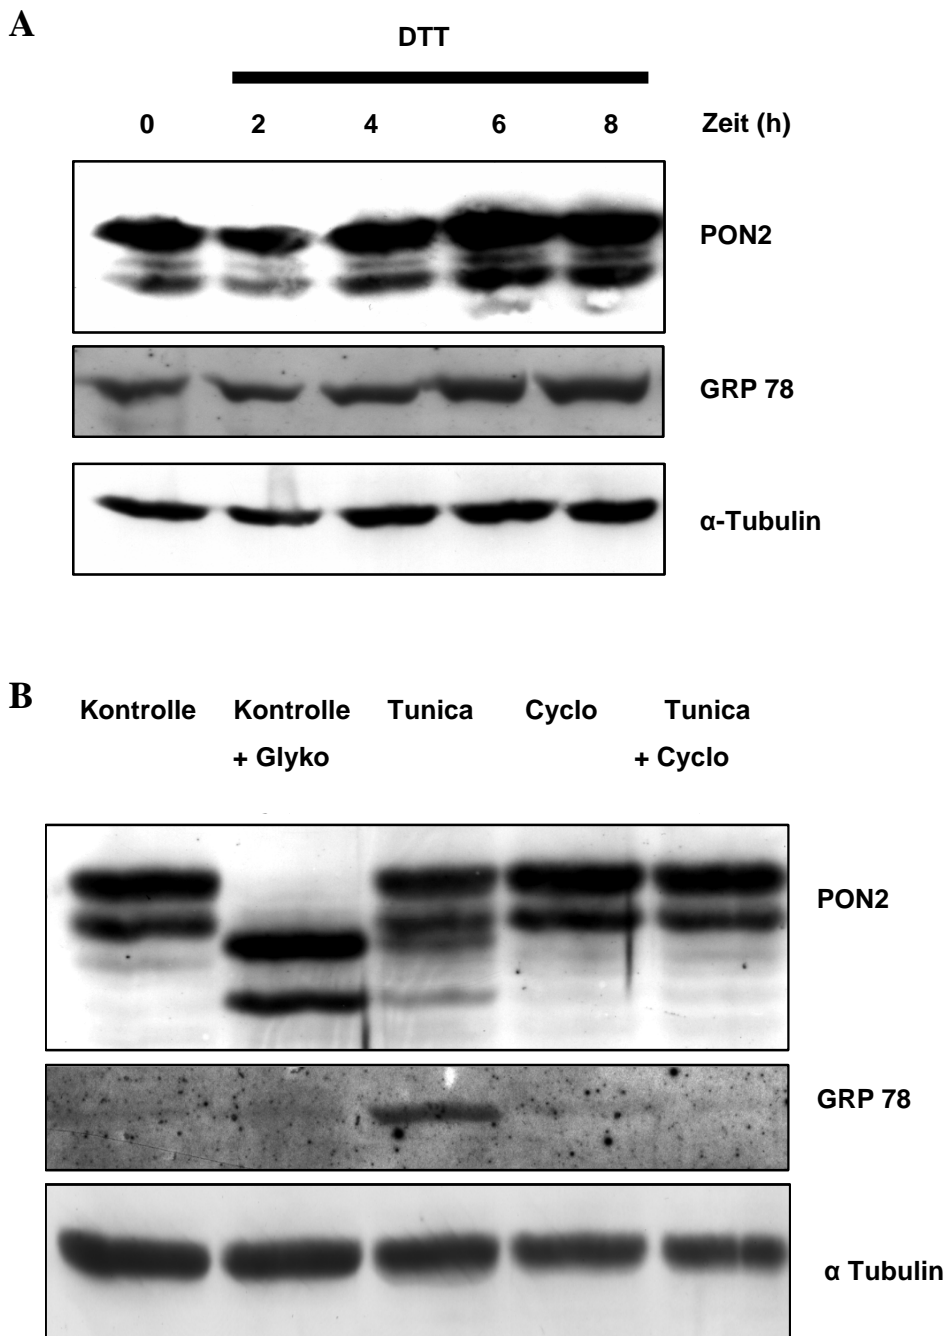 A
DTT
0 2 4 6 8 Zeit (h)
PON2
GRP 78
α-Tubulin
B
Kontrolle Kontrolle Tunica Cyclo Tunica
+ Glyko + Cyclo
PON2
GRP 78
α Tubulin